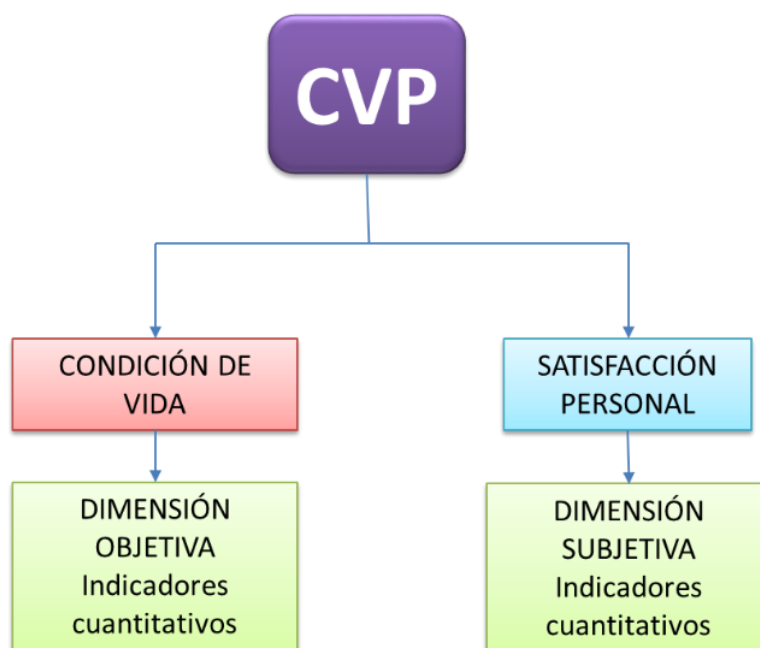 CVP
CONDICIÓN DE
VIDA
SATISFACCIÓN
PERSONAL
DIMENSIÓN
OBJETIVA
Indicadores
cuantitativos
DIMENSIÓN
SUBJETIVA
Indicadores
cuantitativos